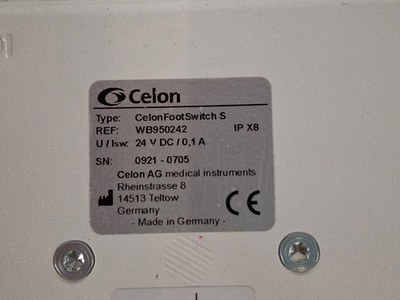 Celon
Type: CelonFootSwitch S
REF: WB950242 IP X8
U / Isw: 24 V DC / 0,1 A
SN: 0921 - 0705
Celon AG medical instruments
Rheinstrasse 8
14513 Teltow
Germany
- Made in Germany -
CE